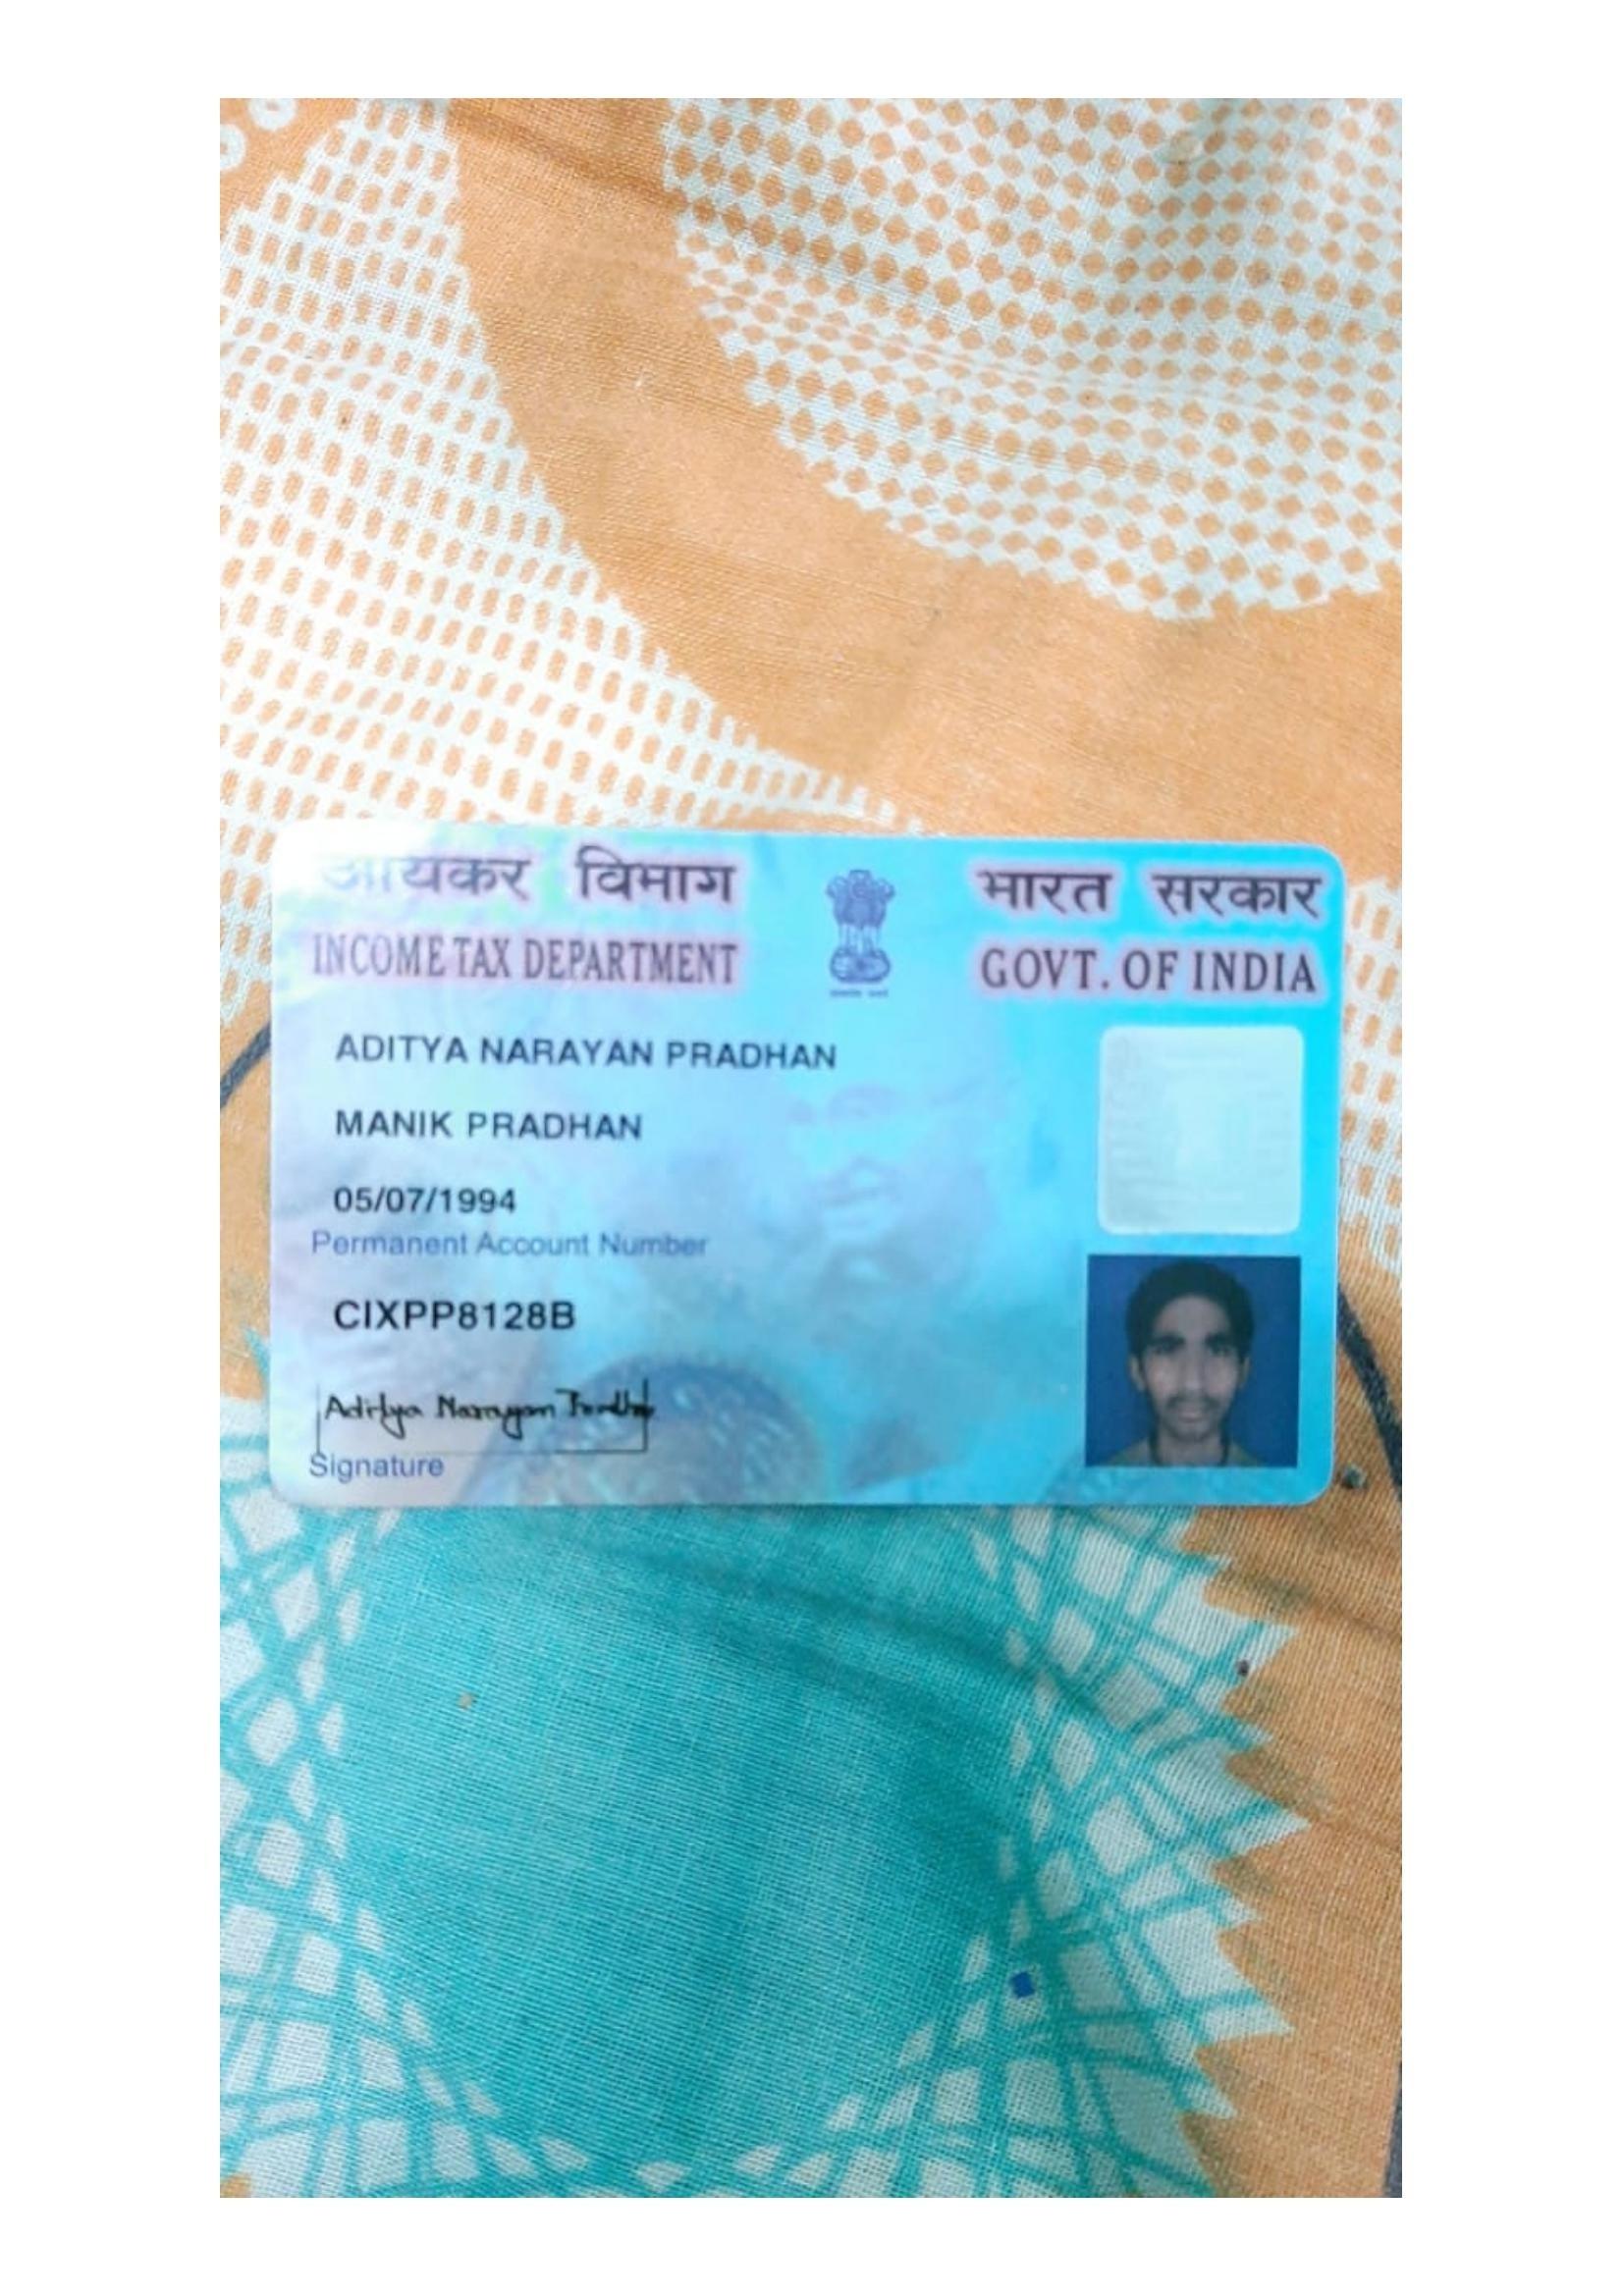 आयकर विभाग
INCOME TAX DEPARTMENT
भारत सरकार
GOVT. OF INDIA
ADITYA NARAYAN PRADHAN
MANIK PRADHAN
05/07/1994
Permanent Account Number
CIXPP8128B
Aditya Narayan Pradhan
Signature